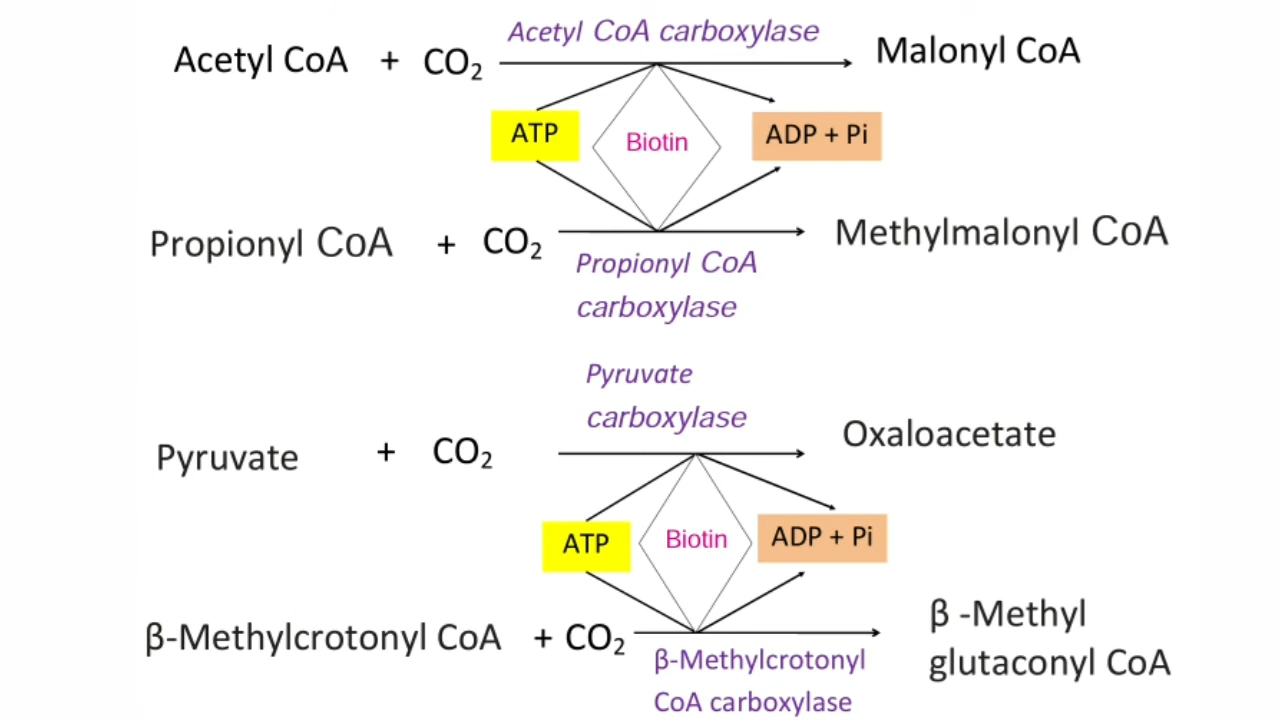 Acetyl CoA carboxylase
Acetyl CoA + CO₂ Malonyl CoA
ATP Biotin ADP + Pi
Propionyl CoA + CO₂ Methylmalonyl CoA
Propionyl CoA
carboxylase
Pyruvate
carboxylase
Pyruvate + CO₂ Oxaloacetate
ATP Biotin ADP + Pi
β-Methylcrotonyl CoA + CO₂ β -Methyl
glutaconyl CoA
β-Methylcrotonyl
CoA carboxylase